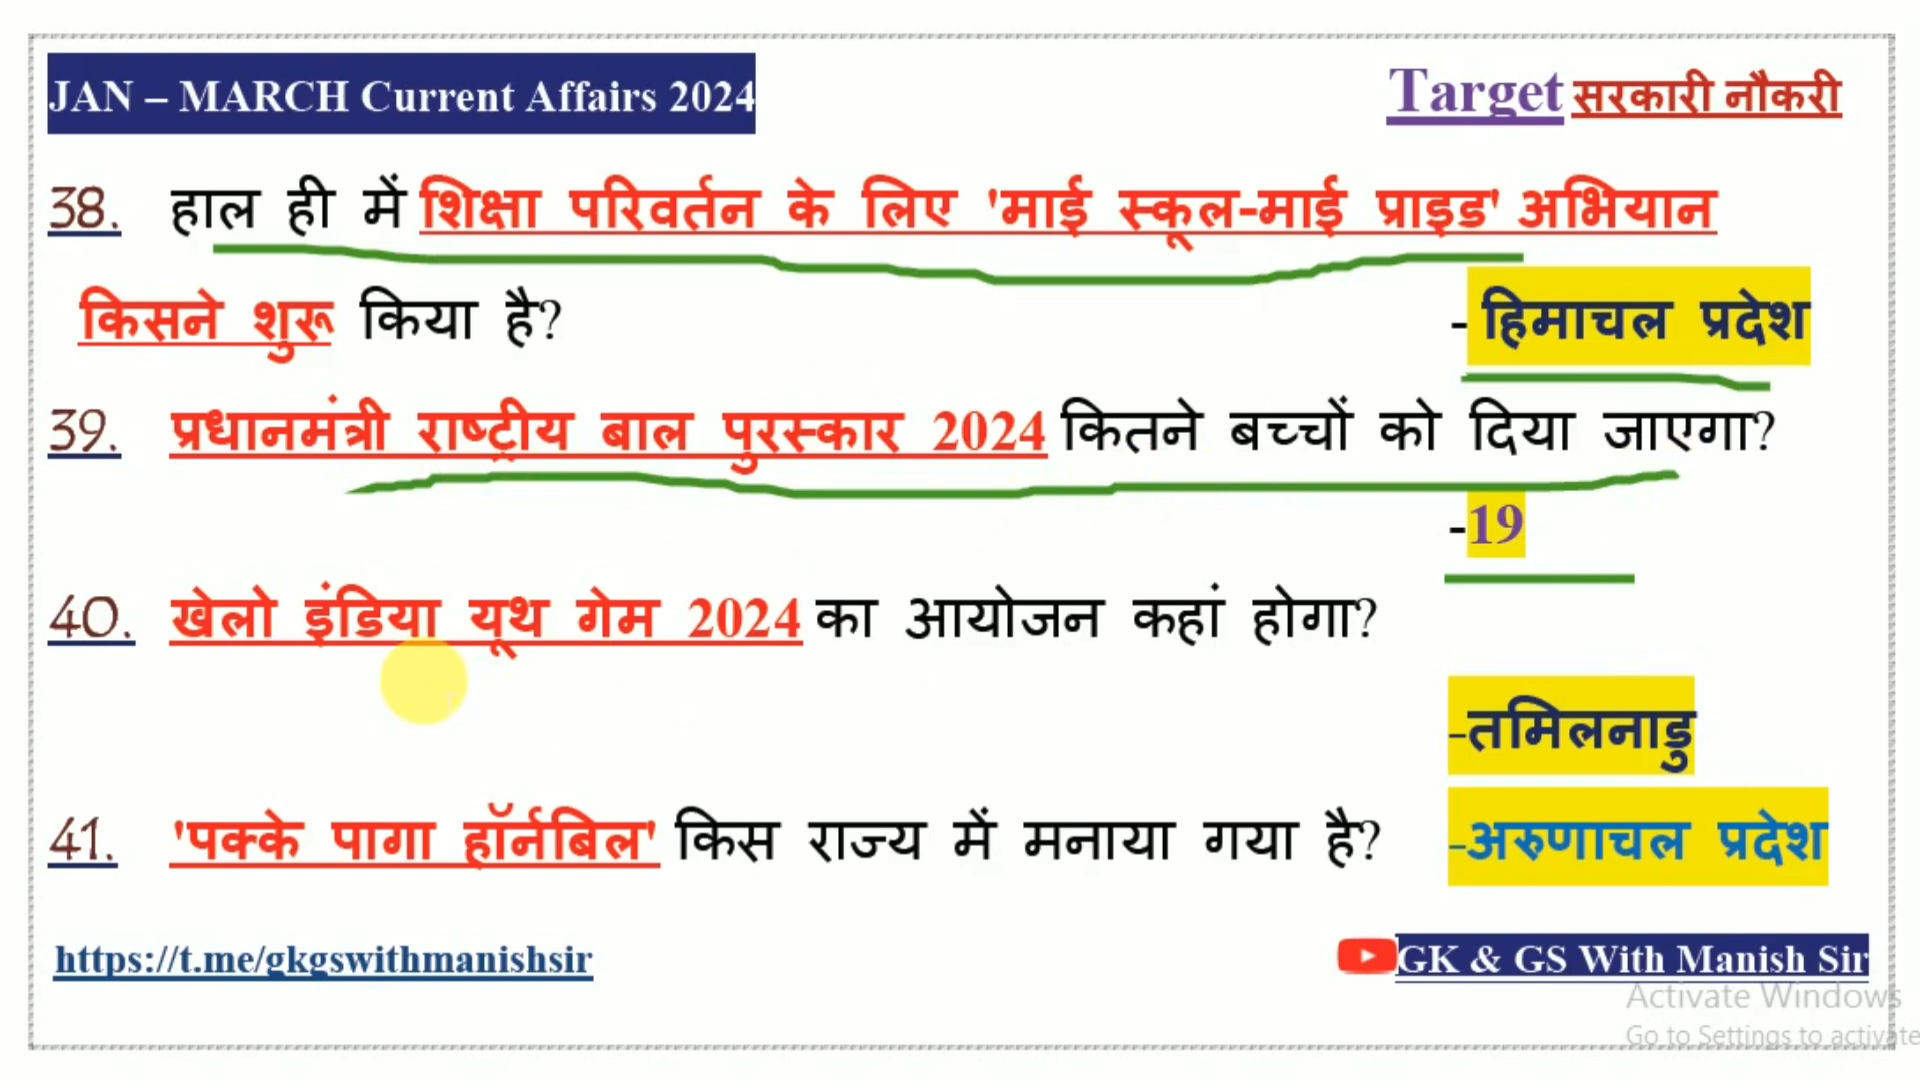 JAN – MARCH Current Affairs 2024
Target सरकारी नौकरी
38. हाल ही में शिक्षा परिवर्तन के लिए 'माई स्कूल-माई प्राइड' अभियान
किसने शुरू किया है? - हिमाचल प्रदेश
39. प्रधानमंत्री राष्ट्रीय बाल पुरस्कार 2024 कितने बच्चों को दिया जाएगा?
-19
40. खेलो इंडिया यूथ गेम 2024 का आयोजन कहां होगा?
-तमिलनाडु
41. 'पक्के पागा हॉर्नबिल' किस राज्य में मनाया गया है? -अरुणाचल प्रदेश
https://t.me/gkgswithmanishsir
GK & GS With Manish Sir
Activate Windows
Go to Settings to activate